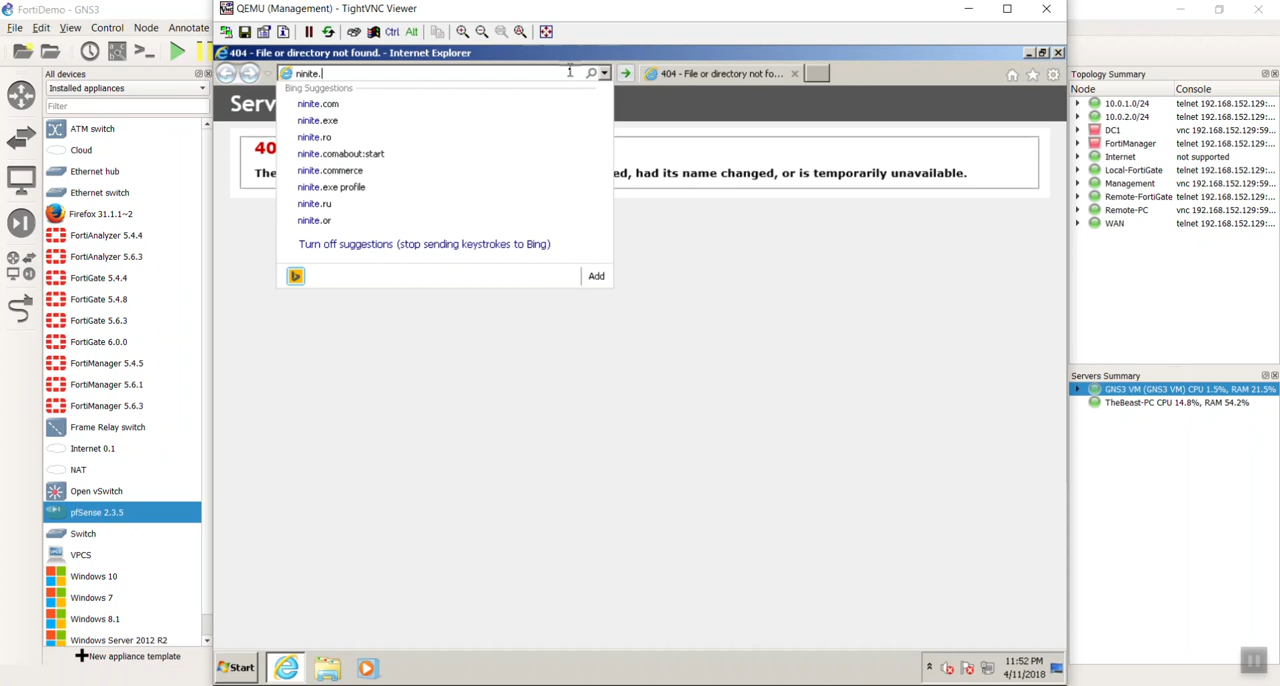 FortiDemo - GNS3
File Edit View Control Node Annotate
All devices
Installed appliances
Filter
ATM switch
Cloud
Ethernet hub
Ethernet switch
Firefox 31.1.1~2
FortiAnalyzer 5.4.4
FortiAnalyzer 5.6.3
FortiGate 5.4.4
FortiGate 5.4.8
FortiGate 5.6.3
FortiGate 6.0.0
FortiManager 5.4.5
FortiManager 5.6.1
FortiManager 5.6.3
Frame Relay switch
Internet 0.1
NAT
Open vSwitch
pfSense 2.3.5
Switch
VPCS
Windows 10
Windows 7
Windows 8.1
Windows Server 2012 R2
New appliance template
QEMU (Management) - TightVNC Viewer
Ctrl Alt
404 - File or directory not found. - Internet Explorer
ninite.
404 - File or directory not fo...
Bing Suggestions
ninite.com
ninite.exe
ninite.ro
ninite.comabout:start
ninite.commerce
ninite.exe profile
ninite.ru
ninite.or
Turn off suggestions (stop sending keystrokes to Bing)
Add
Serv
40
The
ed, had its name changed, or is temporarily unavailable.
Start
11:52 PM
4/11/2018
Topology Summary
Node Console
10.0.1.0/24 telnet 192.168.152.129:...
10.0.2.0/24 telnet 192.168.152.129:...
DC1 vnc 192.168.152.129:59...
FortiManager telnet 192.168.152.129:...
Internet not supported
Local-FortiGate telnet 192.168.152.129:...
Management vnc 192.168.152.129:59...
Remote-FortiGate telnet 192.168.152.129:...
Remote-PC vnc 192.168.152.129:59...
WAN telnet 192.168.152.129:...
Servers Summary
GNS3 VM (GNS3 VM) CPU 1.5%, RAM 21.5%
TheBeast-PC CPU 14.8%, RAM 54.2%